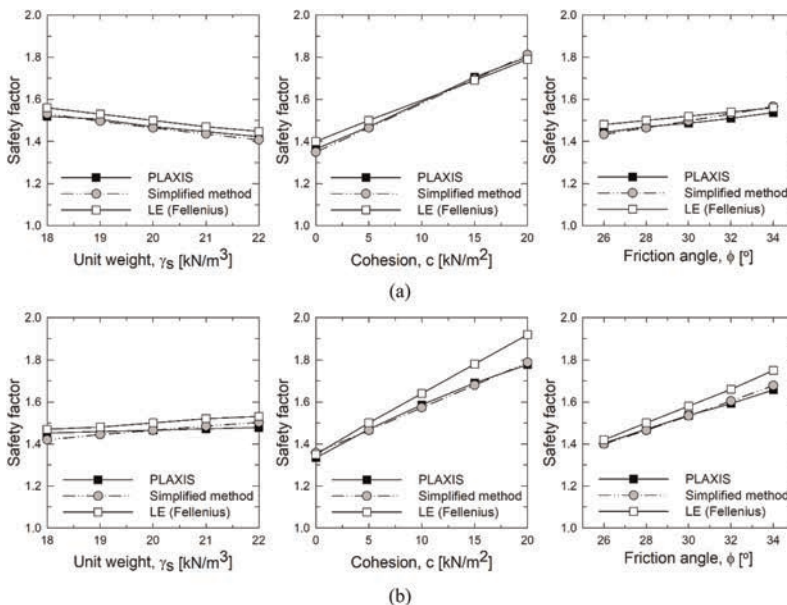 2.0
1.8
1.6
1.4
1.2
1.0
Safety factor
PLAXIS
Simplified method
LE (Fellenius)
18 19 20 21 22
Unit weight, γs [kN/m³]
2.0
1.8
1.6
1.4
1.2
1.0
Safety factor
PLAXIS
Simplified method
LE (Fellenius)
0 5 10 15 20
Cohesion, c [kN/m²]
2.0
1.8
1.6
1.4
1.2
1.0
Safety factor
PLAXIS
Simplified method
LE (Fellenius)
26 28 30 32 34
Friction angle, ϕ [º]
(a)
2.0
1.8
1.6
1.4
1.2
1.0
Safety factor
PLAXIS
Simplified method
LE (Fellenius)
18 19 20 21 22
Unit weight, γs [kN/m³]
2.0
1.8
1.6
1.4
1.2
1.0
Safety factor
PLAXIS
Simplified method
LE (Fellenius)
0 5 10 15 20
Cohesion, c [kN/m²]
2.0
1.8
1.6
1.4
1.2
1.0
Safety factor
PLAXIS
Simplified method
LE (Fellenius)
26 28 30 32 34
Friction angle, ϕ [º]
(b)